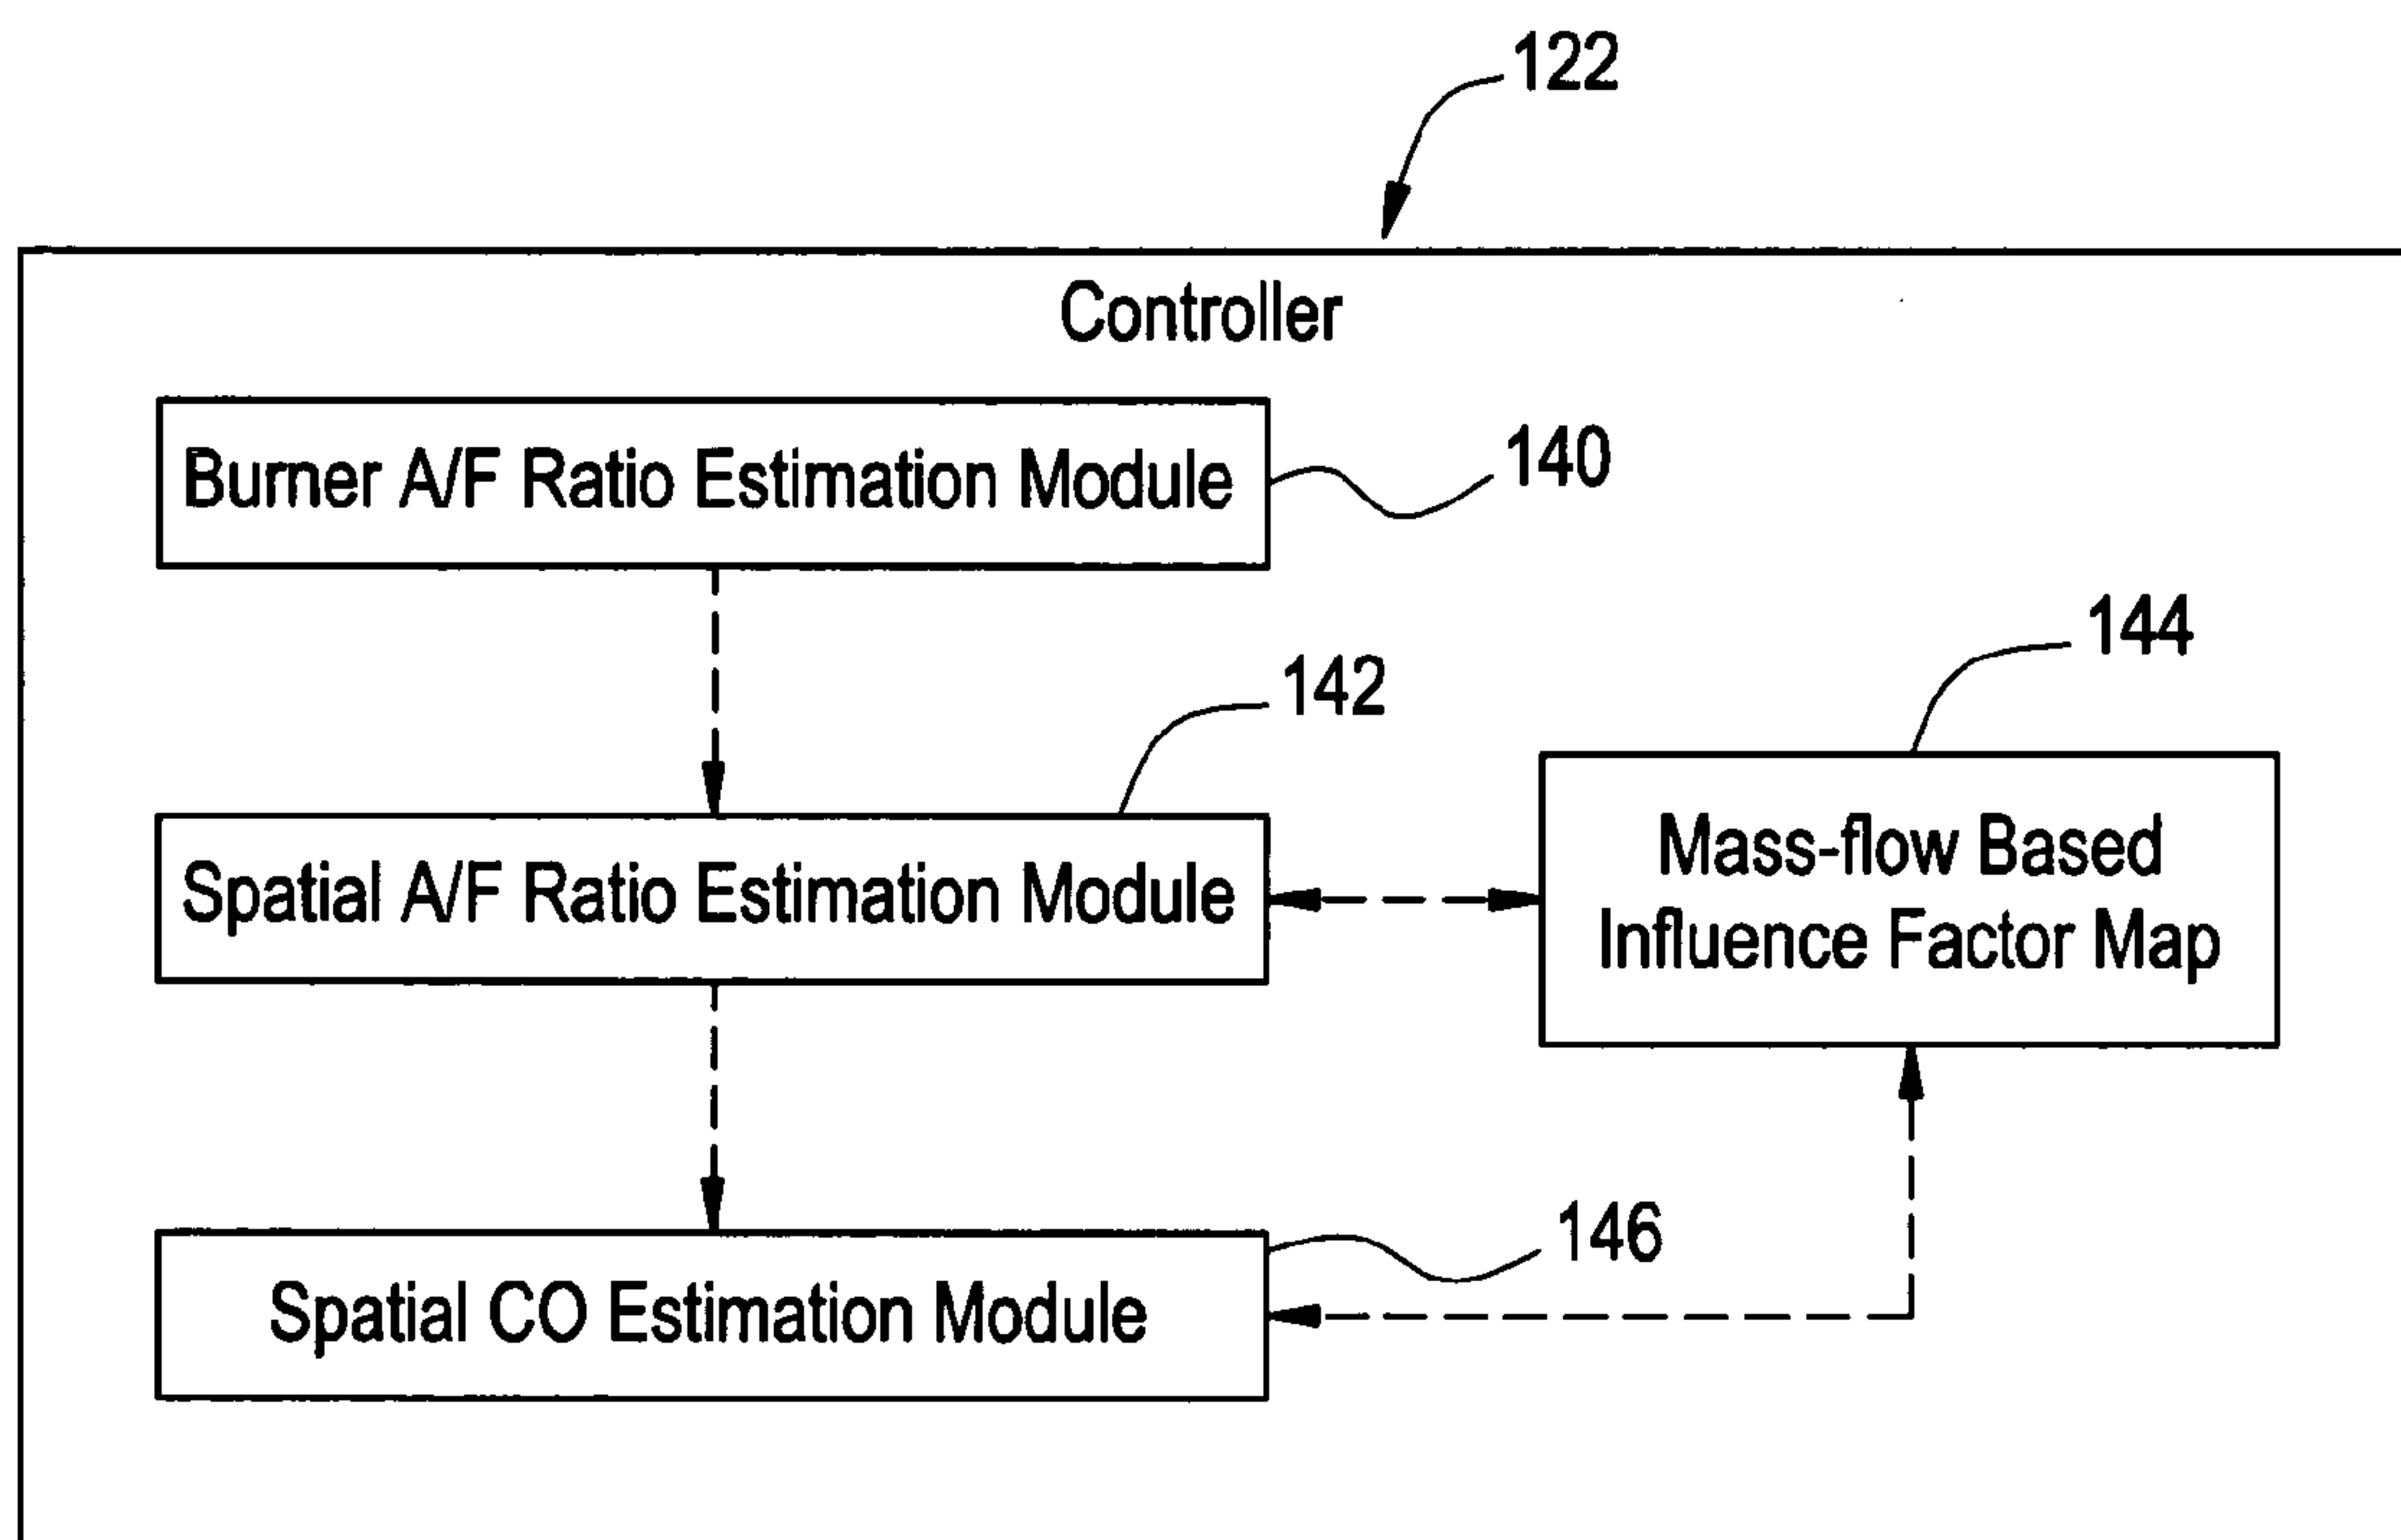 122
Controller
Burner A/F Ratio Estimation Module
140
144
142
Mass-flow Based
Influence Factor Map
Spatial A/F Ratio Estimation Module
146
Spatial CO Estimation Module